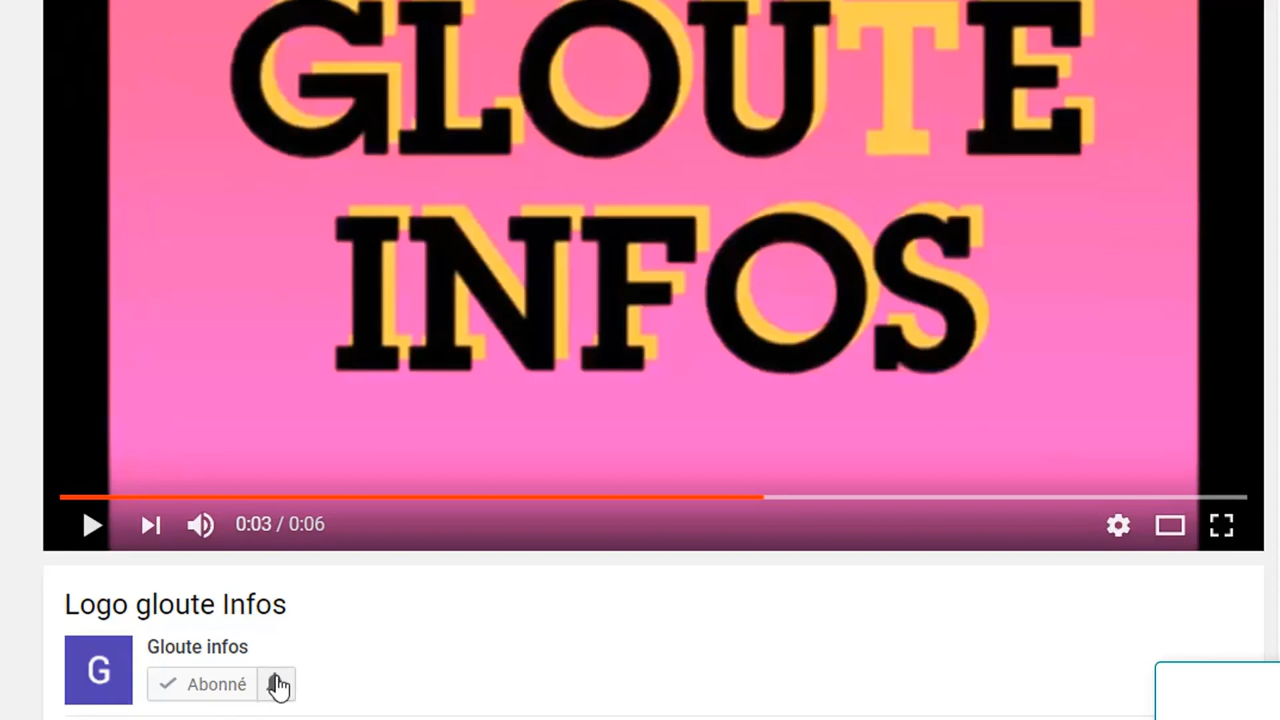 GLOUTE
INFOS
0:03 / 0:06
Logo gloute Infos
G
Gloute infos
Abonné